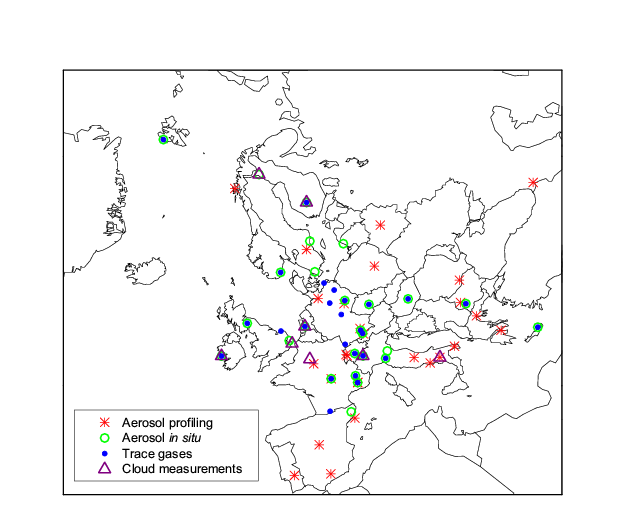 Aerosol profiling
Aerosol in situ
Trace gases
Cloud measurements